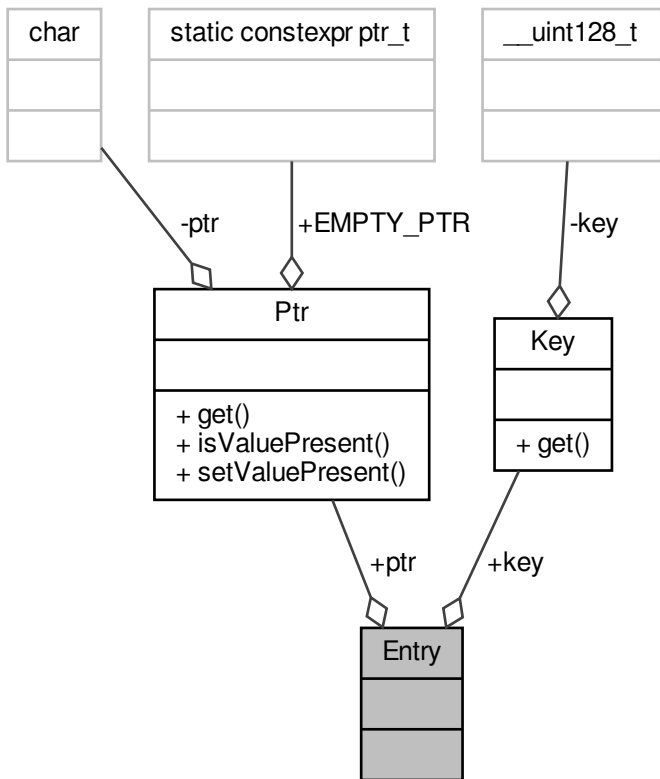 char
static constexpr ptr_t
__uint128_t
-ptr
+EMPTY_PTR
-key
Ptr
+ get()
+ isValuePresent()
+ setValuePresent()
Key
+ get()
+ptr
+key
Entry